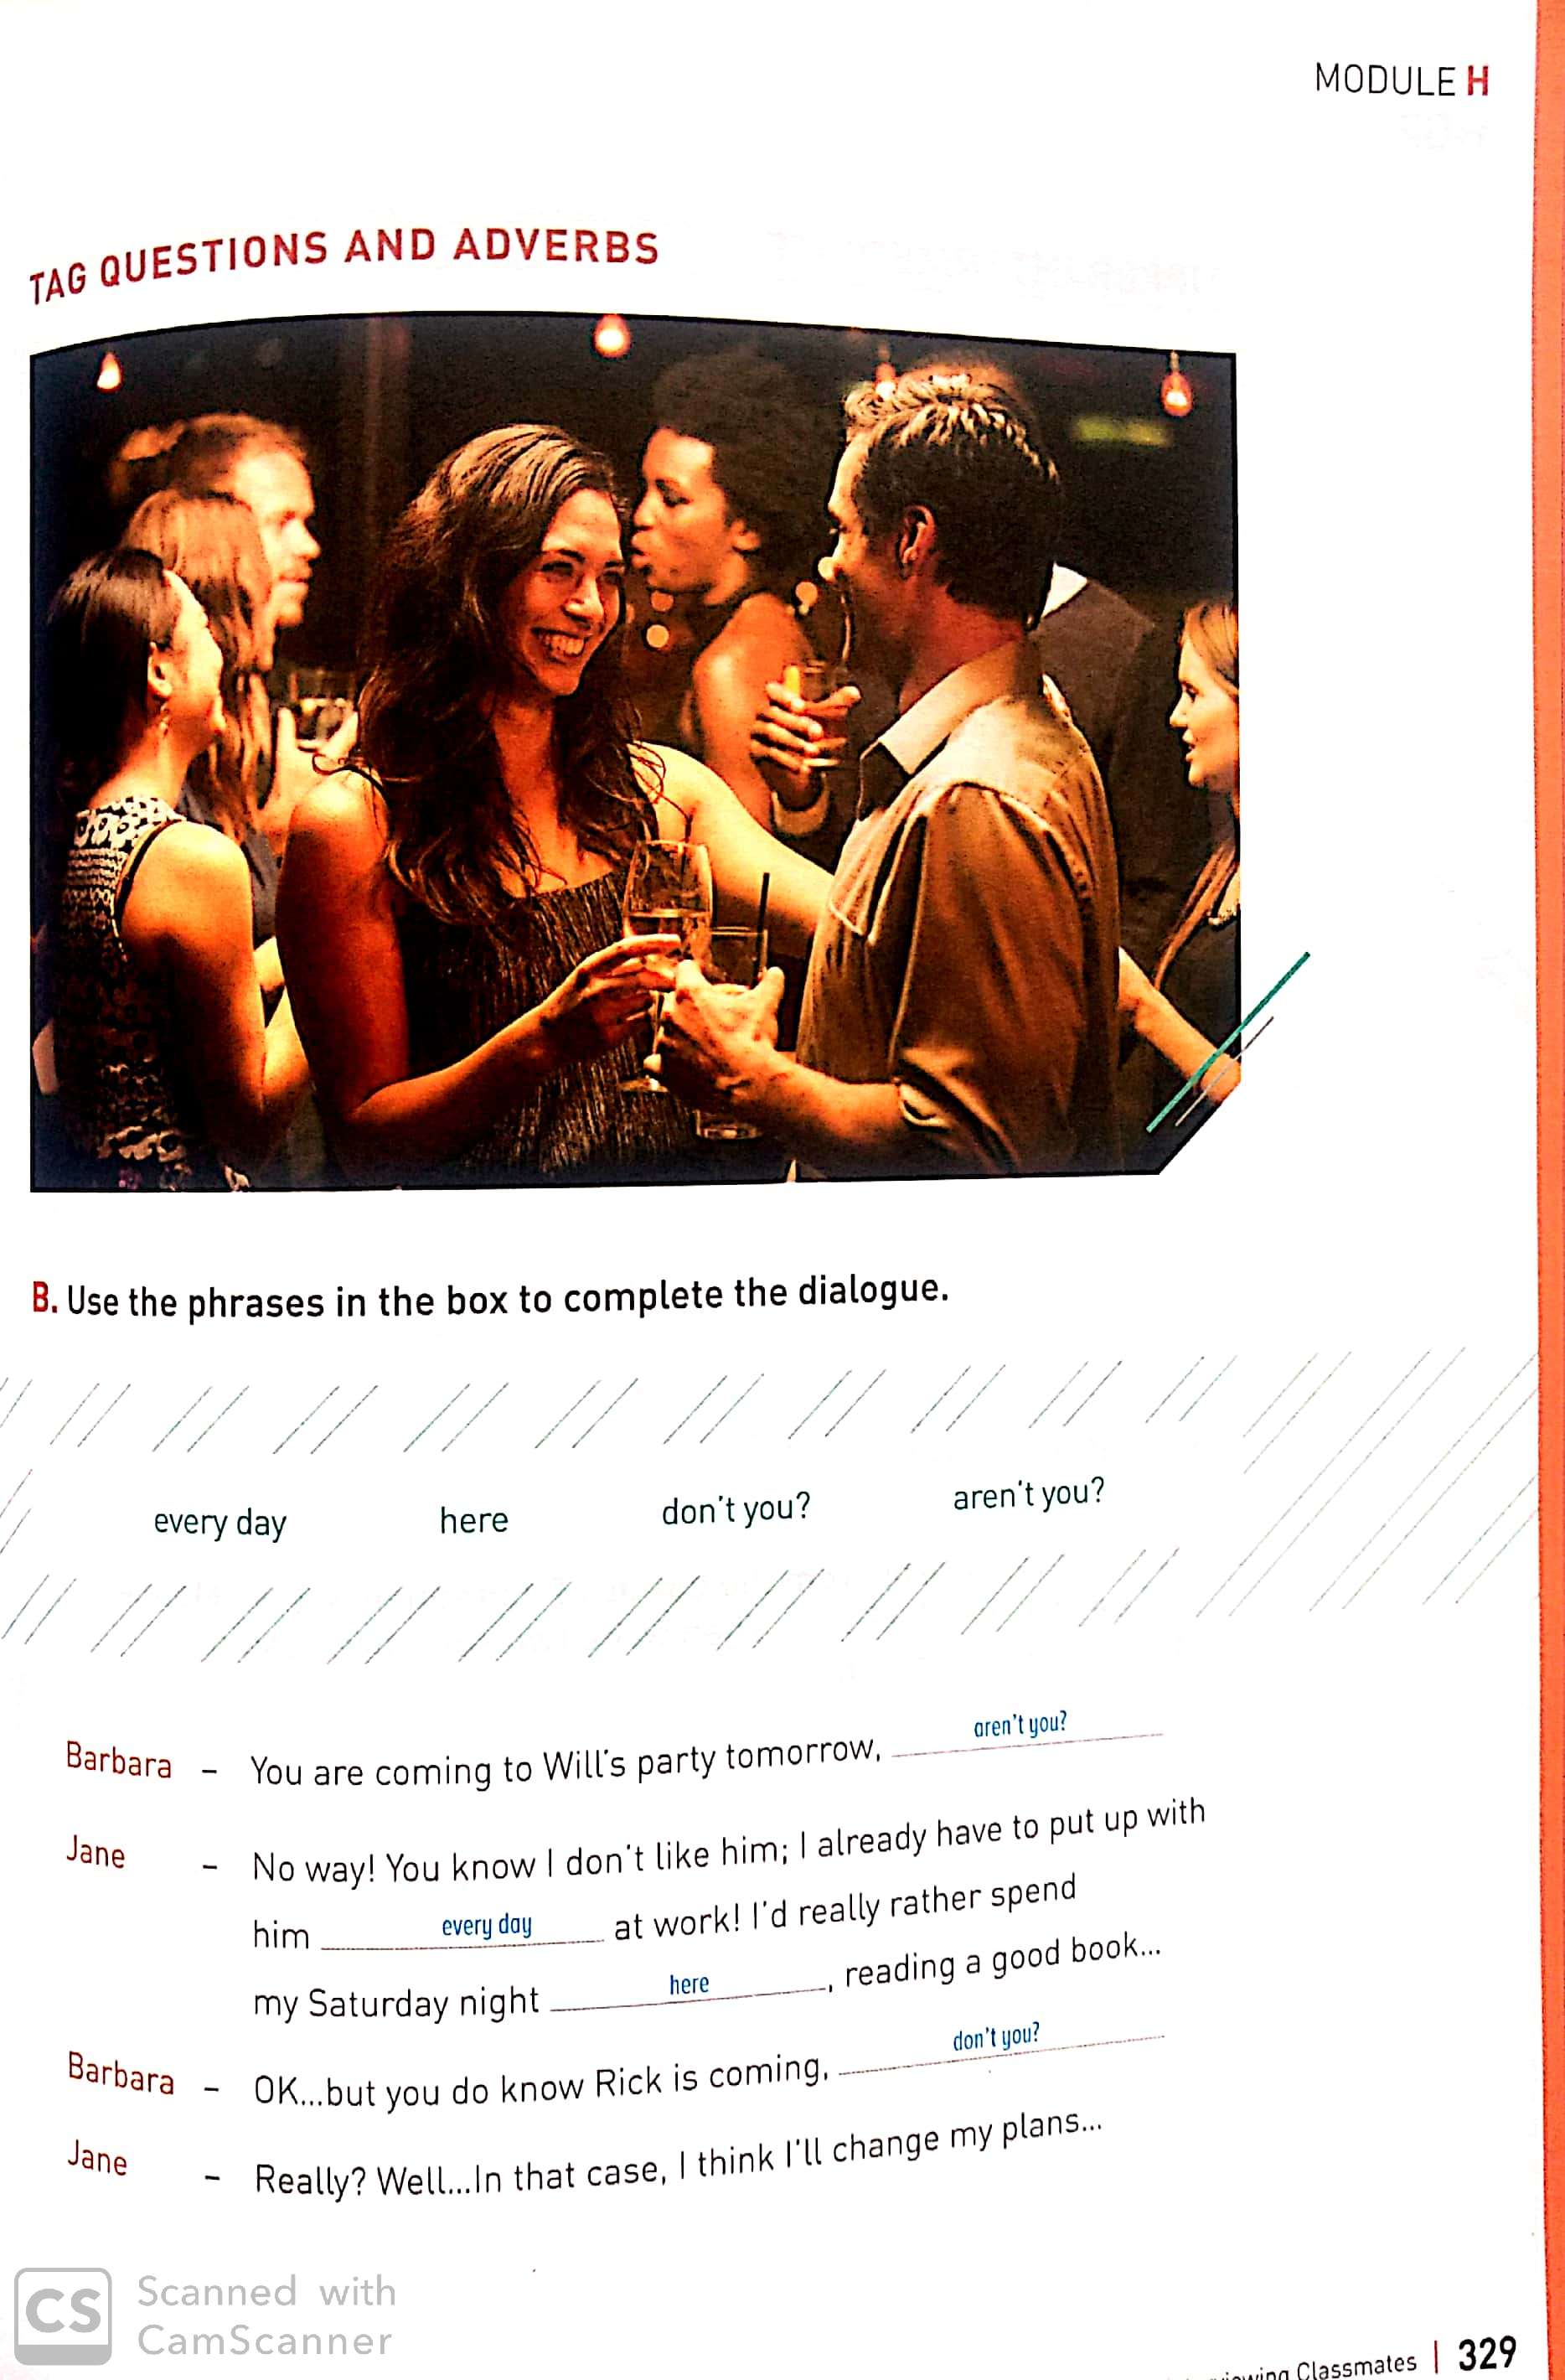 MODULE H
TAG QUESTIONS AND ADVERBS
B. Use the phrases in the box to complete the dialogue.
every day here don't you? aren't you?
Barbara – You are coming to Will's party tomorrow, aren't you?
Jane – No way! You know I don't like him; I already have to put up with
him every day at work! I'd really rather spend
my Saturday night here, reading a good book...
Barbara – OK...but you do know Rick is coming, don't you?
Jane – Really? Well...In that case, I think I'll change my plans...
CS Scanned with
CamScanner
Classmates | 329